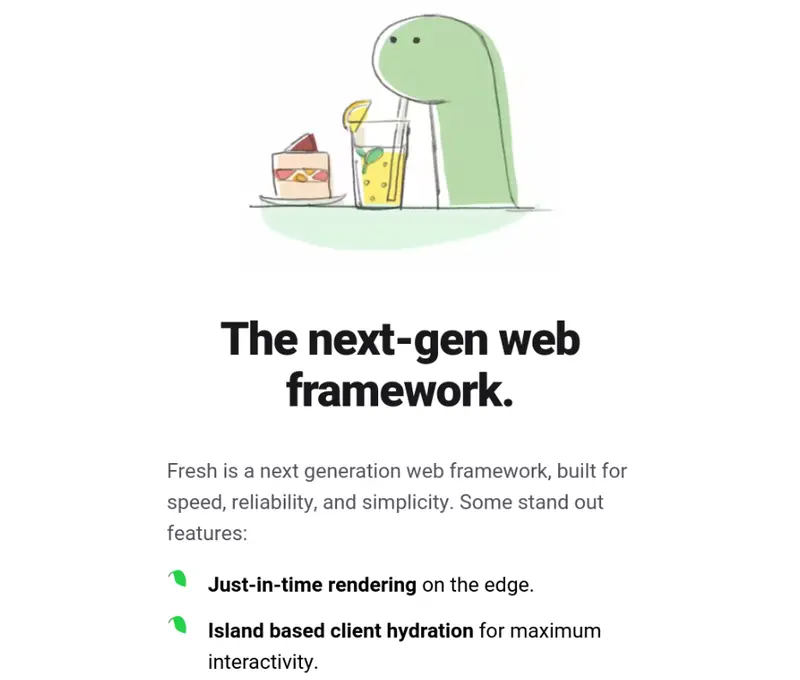 The next-gen web
framework.
Fresh is a next generation web framework, built for
speed, reliability, and simplicity. Some stand out
features:
Just-in-time rendering on the edge.
Island based client hydration for maximum
interactivity.